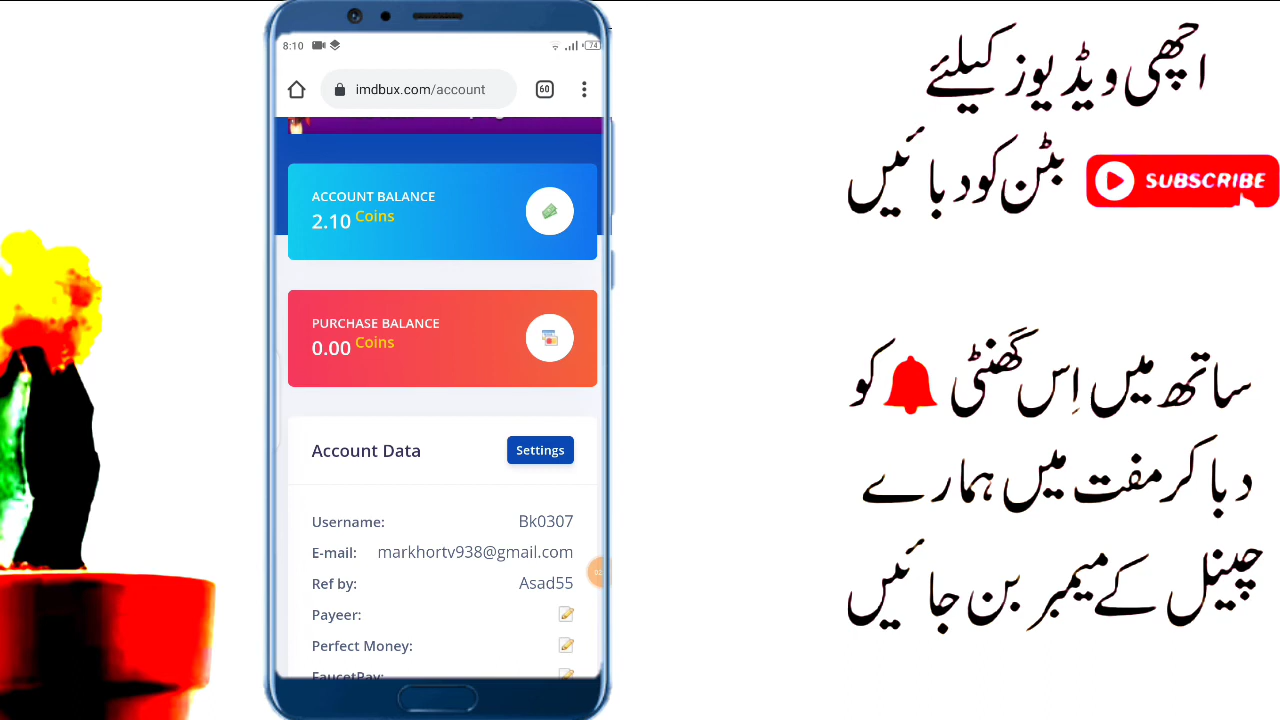 8:10
74
imdbux.com/account
60
ACCOUNT BALANCE
2.10 Coins
PURCHASE BALANCE
0.00 Coins
Account Data
Settings
Username: Bk0307
E-mail: markhortv938@gmail.com
Ref by: Asad55
Payeer:
Perfect Money:
FaucetPay:
02
اچھی ویڈیوز کیلئے
بٹن کو دبائیں SUBSCRIBE
ساتھ میں اِس گھنٹی کو
دبا کر مفت میں ہمارے
چینل کے میمبر بن جائیں